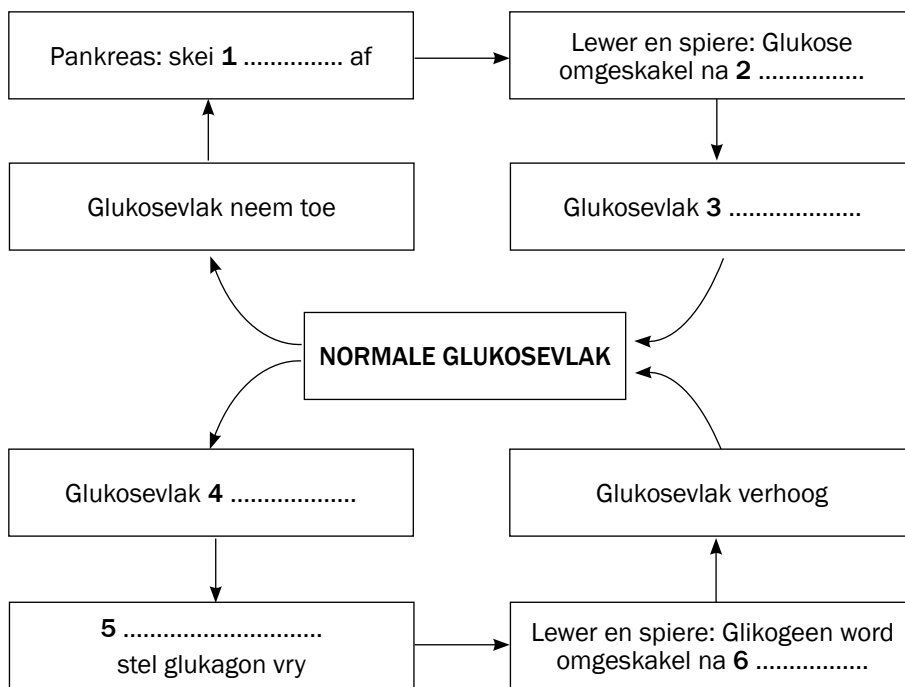 Pankreas: skei 1 ............... af
Lewer en spiere: Glukose
omgeskakel na 2 ................
Glukosevlak neem toe
Glukosevlak 3 ....................
NORMALE GLUKOSEVLAK
Glukosevlak 4 ...................
Glukosevlak verhoog
5 .............................
stel glukagon vry
Lewer en spiere: Glikogeen word
omgeskakel na 6 ................